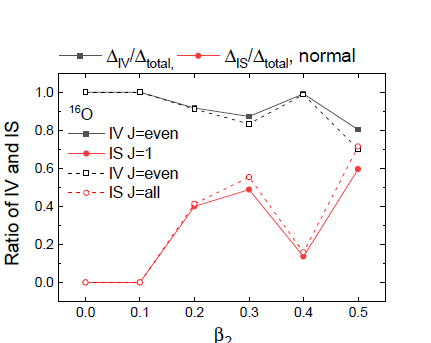 Δ_IV/Δ_total, Δ_IS/Δ_total, normal
1.0
¹⁶O
IV J=even
0.8
IS J=1
IV J=even
0.6
IS J=all
0.4
0.2
0.0
Ratio of IV and IS
0.0 0.1 0.2 0.3 0.4 0.5
β₂